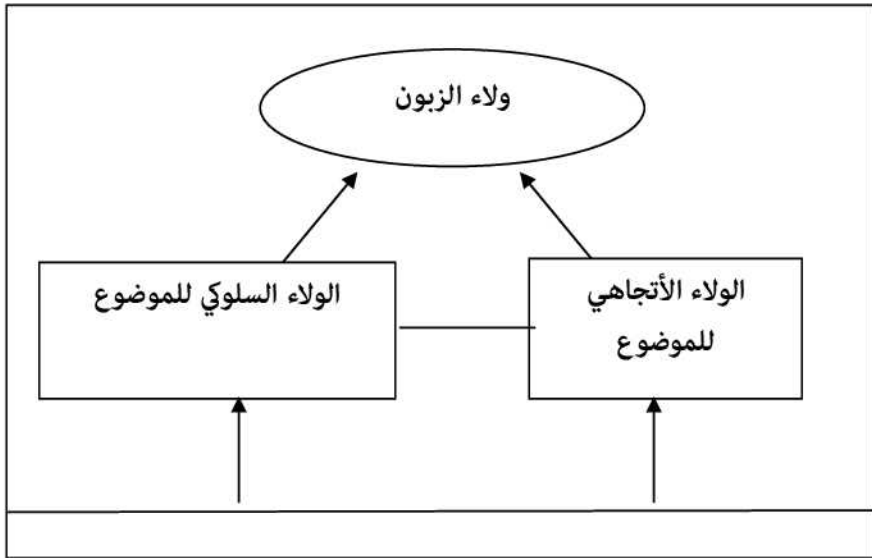 ولاء الزبون
الولاء الأتجاهي
للموضوع
الولاء السلوكي للموضوع